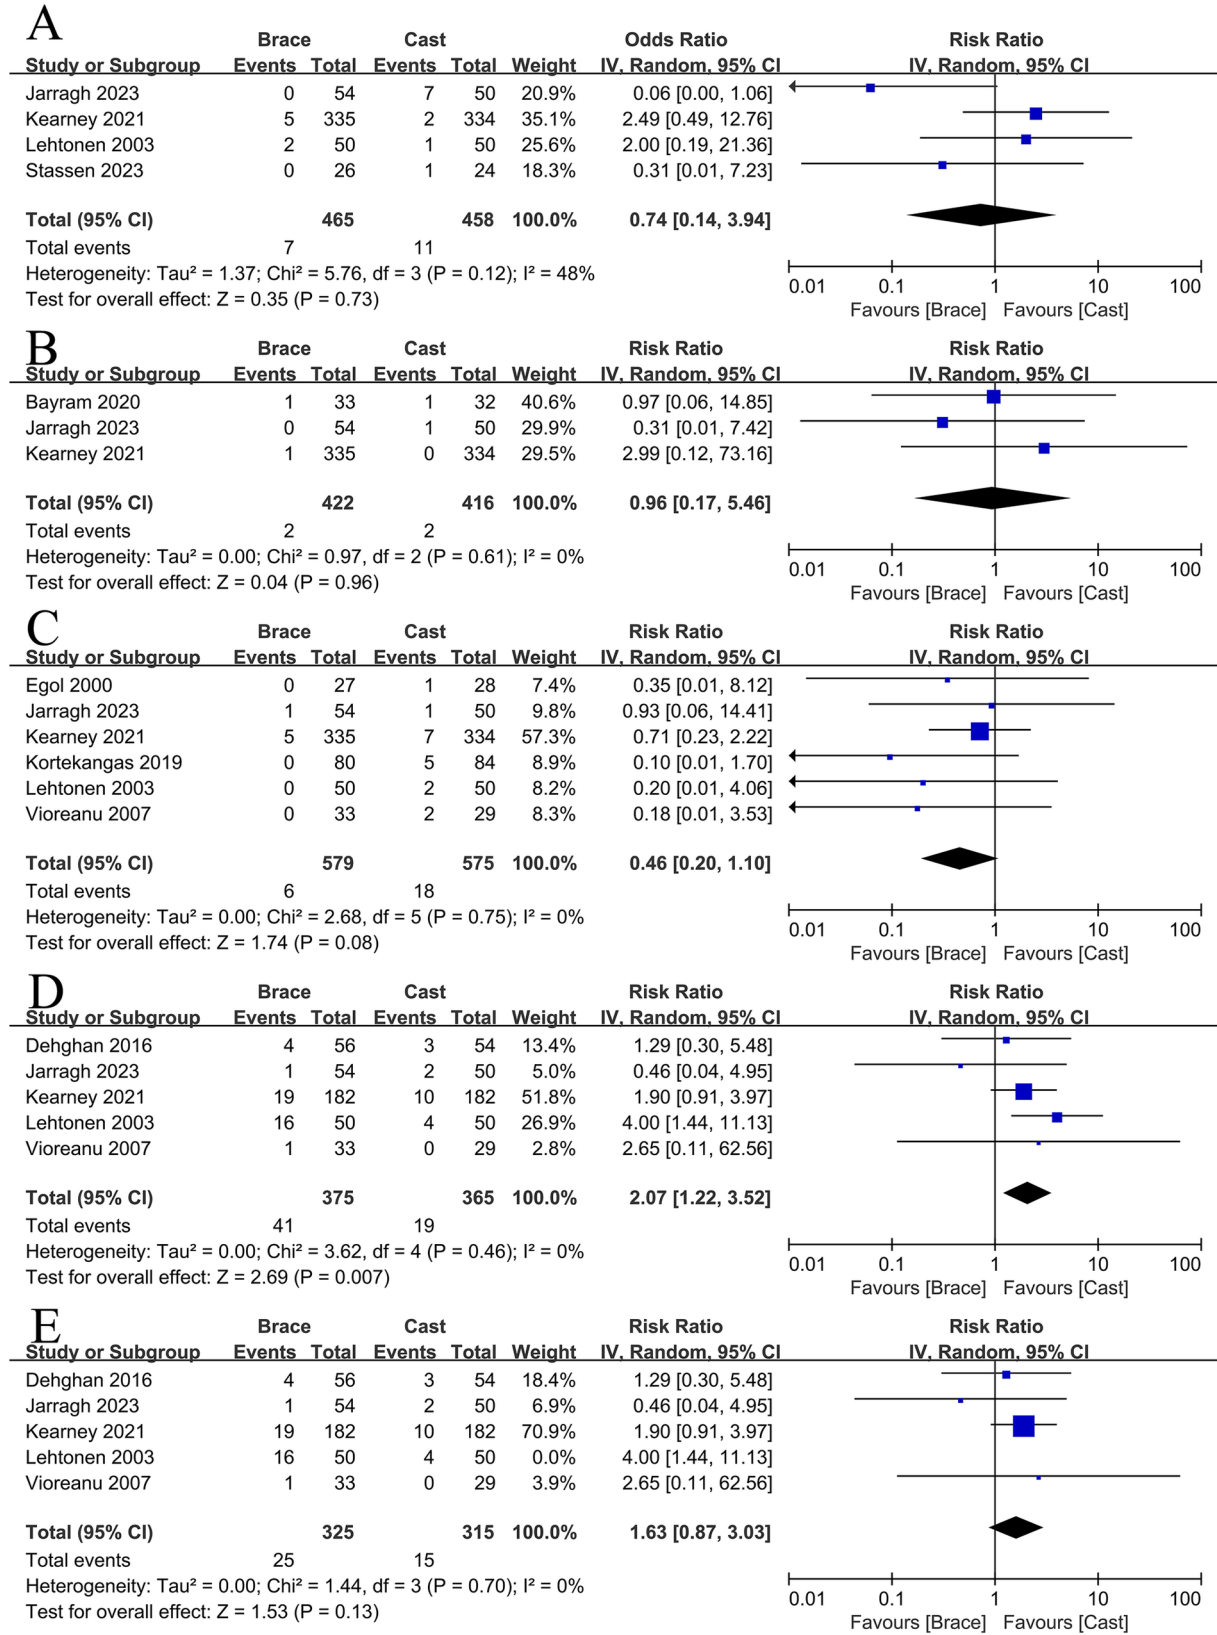 A
Brace Cast Odds Ratio Risk Ratio
Study or Subgroup Events Total Events Total Weight IV, Random, 95% CI IV, Random, 95% CI
Jarragh 2023 0 54 7 50 20.9% 0.06 [0.00, 1.06]
Kearney 2021 5 335 2 334 35.1% 2.49 [0.49, 12.76]
Lehtonen 2003 2 50 1 50 25.6% 2.00 [0.19, 21.36]
Stassen 2023 0 26 1 24 18.3% 0.31 [0.01, 7.23]
Total (95% CI) 465 458 100.0% 0.74 [0.14, 3.94]
Total events 7 11
Heterogeneity: Tau² = 1.37; Chi² = 5.76, df = 3 (P = 0.12); I² = 48%
Test for overall effect: Z = 0.35 (P = 0.73)
0.01 0.1 1 10 100
Favours [Brace] Favours [Cast]
B
Brace Cast Risk Ratio Risk Ratio
Study or Subgroup Events Total Events Total Weight IV, Random, 95% CI IV, Random, 95% CI
Bayram 2020 1 33 1 32 40.6% 0.97 [0.06, 14.85]
Jarragh 2023 0 54 1 50 29.9% 0.31 [0.01, 7.42]
Kearney 2021 1 335 0 334 29.5% 2.99 [0.12, 73.16]
Total (95% CI) 422 416 100.0% 0.96 [0.17, 5.46]
Total events 2 2
Heterogeneity: Tau² = 0.00; Chi² = 0.97, df = 2 (P = 0.61); I² = 0%
Test for overall effect: Z = 0.04 (P = 0.96)
0.01 0.1 1 10 100
Favours [Brace] Favours [Cast]
C
Brace Cast Risk Ratio Risk Ratio
Study or Subgroup Events Total Events Total Weight IV, Random, 95% CI IV, Random, 95% CI
Egol 2000 0 27 1 28 7.4% 0.35 [0.01, 8.12]
Jarragh 2023 1 54 1 50 9.8% 0.93 [0.06, 14.41]
Kearney 2021 5 335 7 334 57.3% 0.71 [0.23, 2.22]
Kortekangas 2019 0 80 5 84 8.9% 0.10 [0.01, 1.70]
Lehtonen 2003 0 50 2 50 8.2% 0.20 [0.01, 4.06]
Vioreanu 2007 0 33 2 29 8.3% 0.18 [0.01, 3.53]
Total (95% CI) 579 575 100.0% 0.46 [0.20, 1.10]
Total events 6 18
Heterogeneity: Tau² = 0.00; Chi² = 2.68, df = 5 (P = 0.75); I² = 0%
Test for overall effect: Z = 1.74 (P = 0.08)
0.01 0.1 1 10 100
Favours [Brace] Favours [Cast]
D
Brace Cast Risk Ratio Risk Ratio
Study or Subgroup Events Total Events Total Weight IV, Random, 95% CI IV, Random, 95% CI
Dehghan 2016 4 56 3 54 13.4% 1.29 [0.30, 5.48]
Jarragh 2023 1 54 2 50 5.0% 0.46 [0.04, 4.95]
Kearney 2021 19 182 10 182 51.8% 1.90 [0.91, 3.97]
Lehtonen 2003 16 50 4 50 26.9% 4.00 [1.44, 11.13]
Vioreanu 2007 1 33 0 29 2.8% 2.65 [0.11, 62.56]
Total (95% CI) 375 365 100.0% 2.07 [1.22, 3.52]
Total events 41 19
Heterogeneity: Tau² = 0.00; Chi² = 3.62, df = 4 (P = 0.46); I² = 0%
Test for overall effect: Z = 2.69 (P = 0.007)
0.01 0.1 1 10 100
Favours [Brace] Favours [Cast]
E
Brace Cast Risk Ratio Risk Ratio
Study or Subgroup Events Total Events Total Weight IV, Random, 95% CI IV, Random, 95% CI
Dehghan 2016 4 56 3 54 18.4% 1.29 [0.30, 5.48]
Jarragh 2023 1 54 2 50 6.9% 0.46 [0.04, 4.95]
Kearney 2021 19 182 10 182 70.9% 1.90 [0.91, 3.97]
Lehtonen 2003 16 50 4 50 0.0% 4.00 [1.44, 11.13]
Vioreanu 2007 1 33 0 29 3.9% 2.65 [0.11, 62.56]
Total (95% CI) 325 315 100.0% 1.63 [0.87, 3.03]
Total events 25 15
Heterogeneity: Tau² = 0.00; Chi² = 1.44, df = 3 (P = 0.70); I² = 0%
Test for overall effect: Z = 1.53 (P = 0.13)
0.01 0.1 1 10 100
Favours [Brace] Favours [Cast]